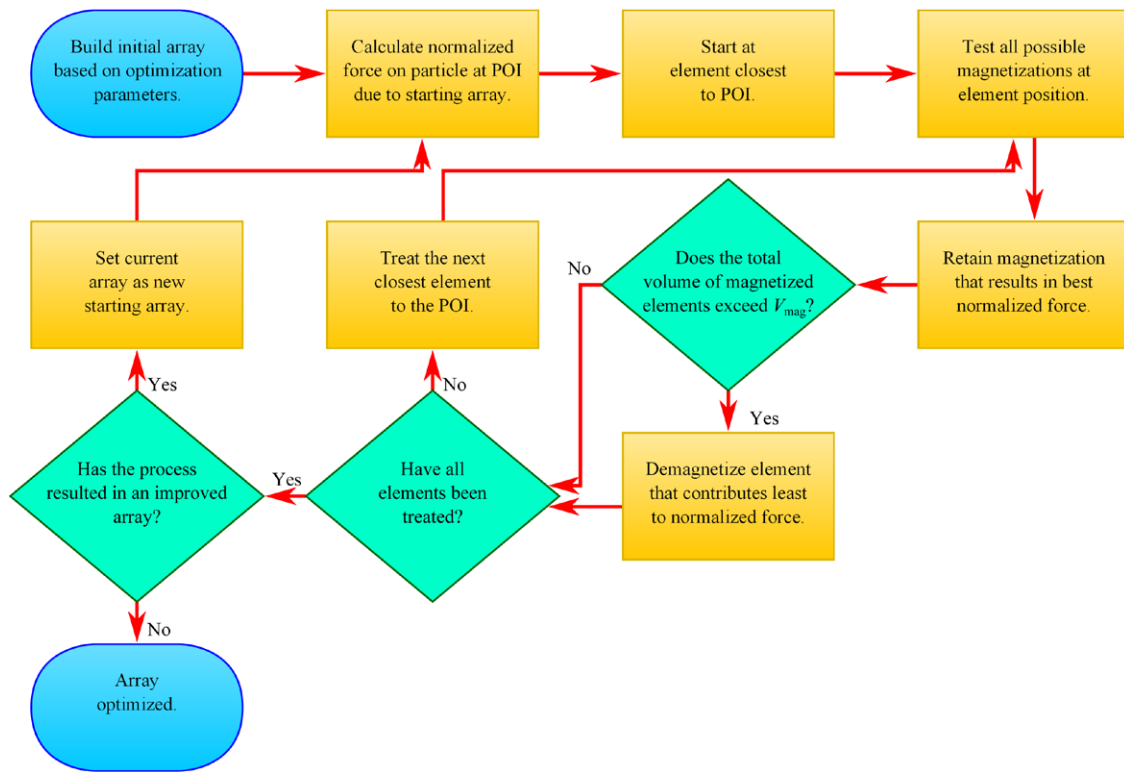 Build initial array
based on optimization
parameters.
Calculate normalized
force on particle at POI
due to starting array.
Start at
element closest
to POI.
Test all possible
magnetizations at
element position.
Set current
array as new
starting array.
Treat the next
closest element
to the POI.
No
Does the total
volume of magnetized
elements exceed Vmag?
Retain magnetization
that results in best
normalized force.
Yes
No
Yes
Has the process
resulted in an improved
array?
Yes
Have all
elements been
treated?
Demagnetize element
that contributes least
to normalized force.
No
Array
optimized.